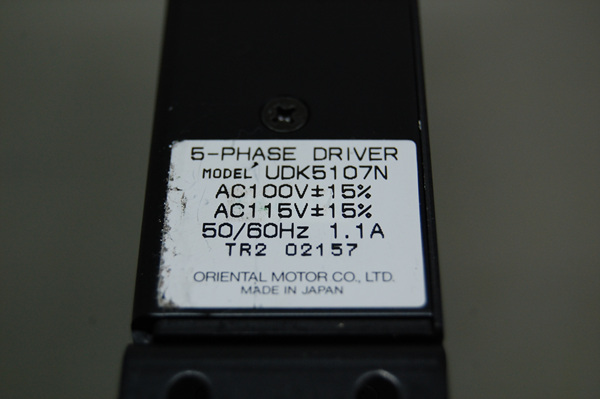 5-PHASE DRIVER
MODEL UDK5107N
AC100V±15%
AC115V±15%
50/60Hz 1.1A
TR2 02157
ORIENTAL MOTOR CO., LTD.
MADE IN JAPAN